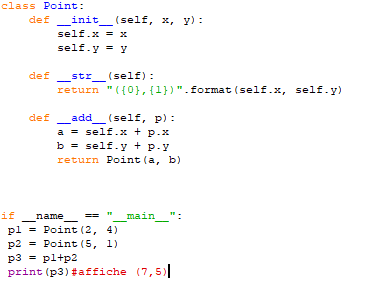 class Point:
    def __init__(self, x, y):
        self.x = x
        self.y = y
    def __str__(self):
        return "({0},{1})".format(self.x, self.y)
    def __add__(self, p):
        a = self.x + p.x
        b = self.y + p.y
        return Point(a, b)
if __name__ == "__main__":
 p1 = Point(2, 4)
 p2 = Point(5, 1)
 p3 = p1+p2
 print(p3)#affiche (7,5)